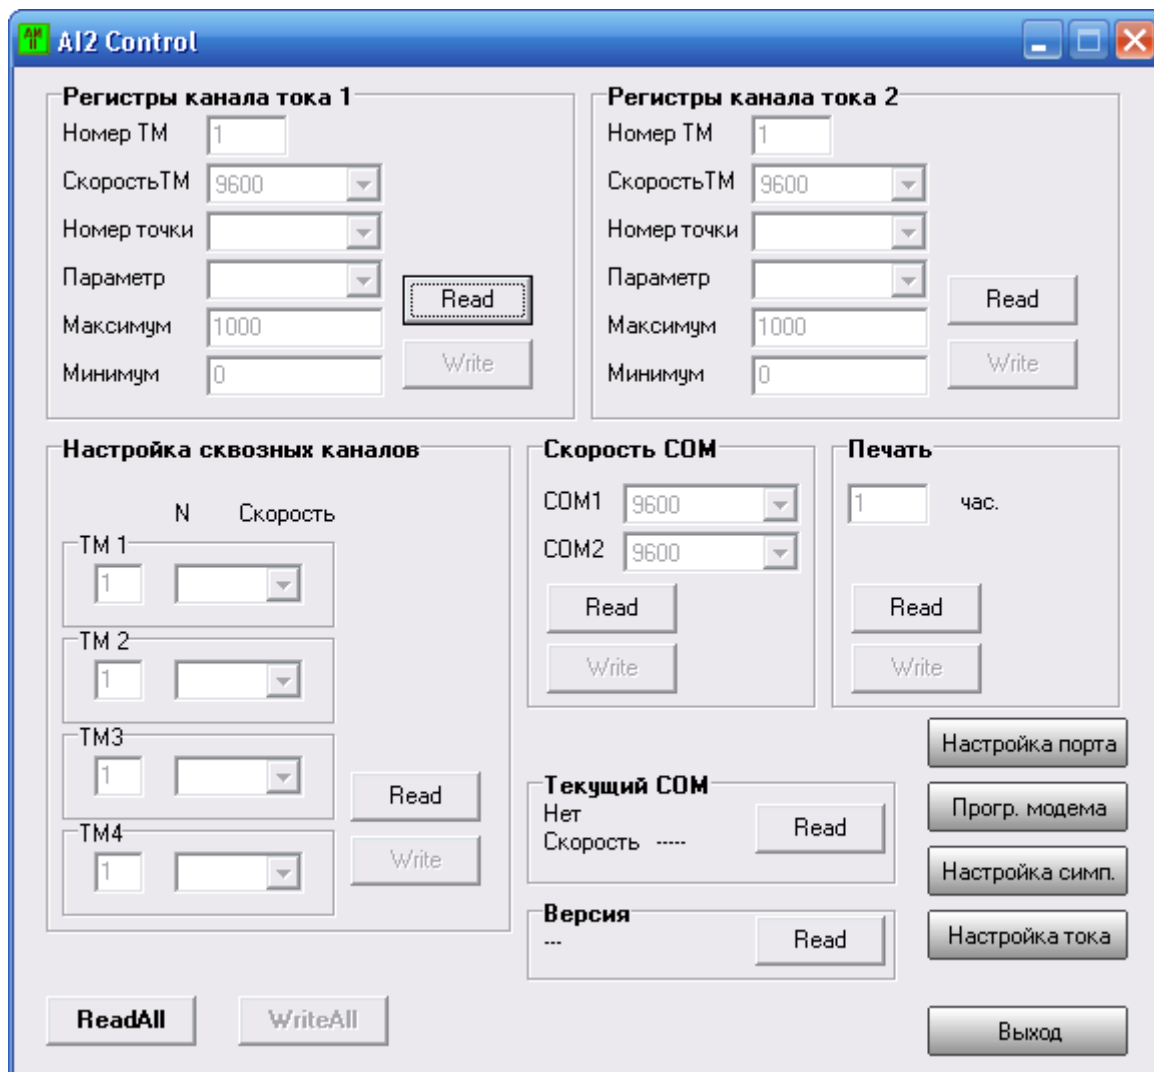 AI2 Control
Регистры канала тока 1
Номер ТМ 1
СкоростьТМ 9600
Номер точки
Параметр
Read
Максимум 1000
Write
Минимум 0
Регистры канала тока 2
Номер ТМ 1
СкоростьТМ 9600
Номер точки
Параметр
Read
Максимум 1000
Write
Минимум 0
Настройка сквозных каналов
N Скорость
ТМ 1
1
ТМ 2
1
ТМ3
1
Read
ТМ4
1
Write
Скорость COM
COM1 9600
COM2 9600
Read
Write
Печать
1 час.
Read
Write
Текущий COM
Нет
Скорость -----
Read
Версия
---
Read
Настройка порта
Прогр. модема
Настройка симп.
Настройка тока
ReadAll WriteAll
Выход